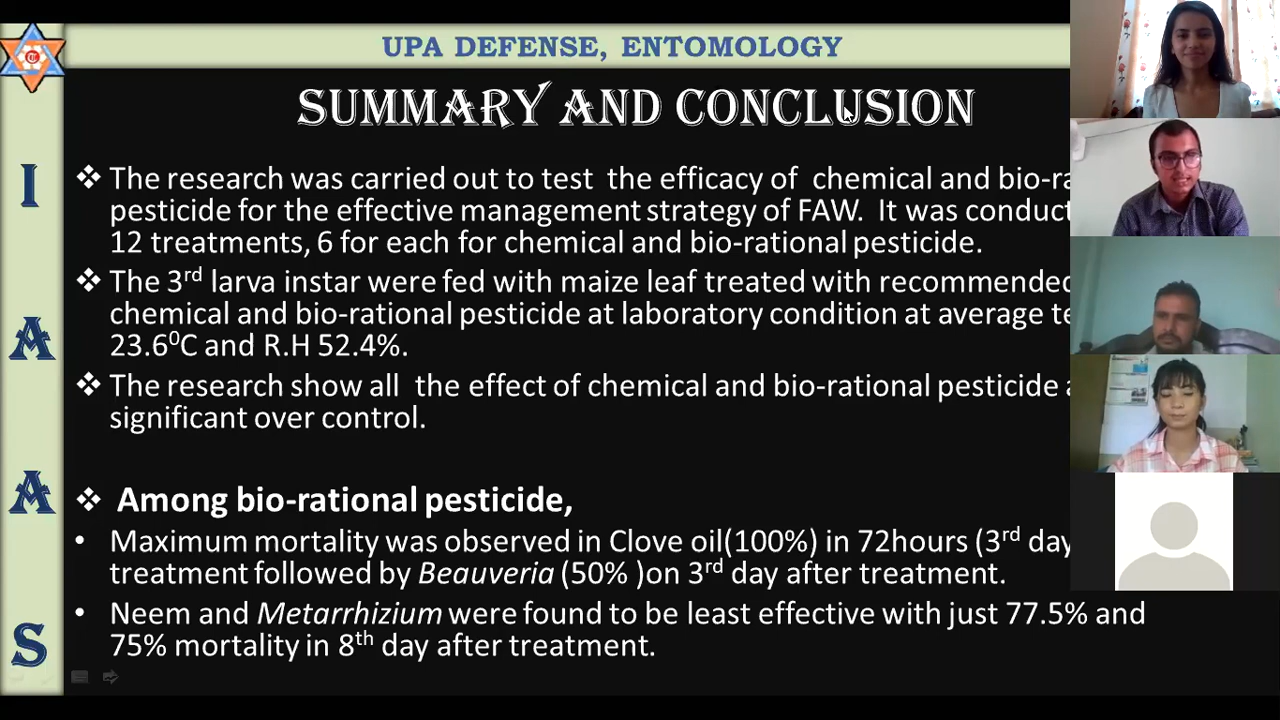 UPA DEFENSE, ENTOMOLOGY
SUMMARY AND CONCLUSION
I
A
A
S
❖ The research was carried out to test the efficacy of chemical and
pesticide for the effective management strategy of FAW. It was
12 treatments, 6 for each for chemical and bio-rational pesticide.
❖ The 3rd larva instar were fed with maize leaf treated with recommended
chemical and bio-rational pesticide at laboratory condition at average
23.6⁰C and R.H 52.4%.
❖ The research show all the effect of chemical and bio-rational pesticide
significant over control.
❖ Among bio-rational pesticide,
• Maximum mortality was observed in Clove oil(100%) in 72hours (3rd day
treatment followed by Beauveria (50% )on 3rd day after treatment.
• Neem and Metarrhizium were found to be least effective with just 77.5% and
75% mortality in 8th day after treatment.